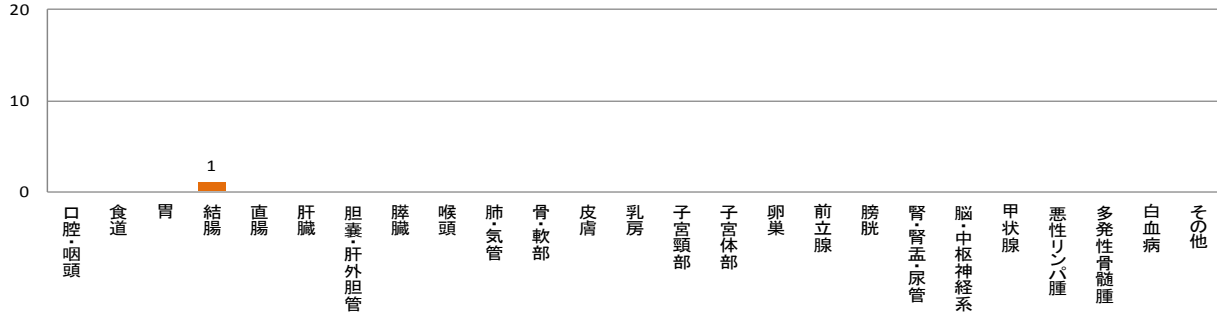 20
10
0
1
口腔・咽頭
食道
胃
結腸
直腸
肝臓
胆嚢・肝外胆管
膵臓
喉頭
肺・気管
骨・軟部
皮膚
乳房
子宮頸部
子宮体部
卵巣
前立腺
膀胱
腎・腎盂・尿管
脳・中枢神経系
甲状腺
悪性リンパ腫
多発性骨髄腫
白血病
その他